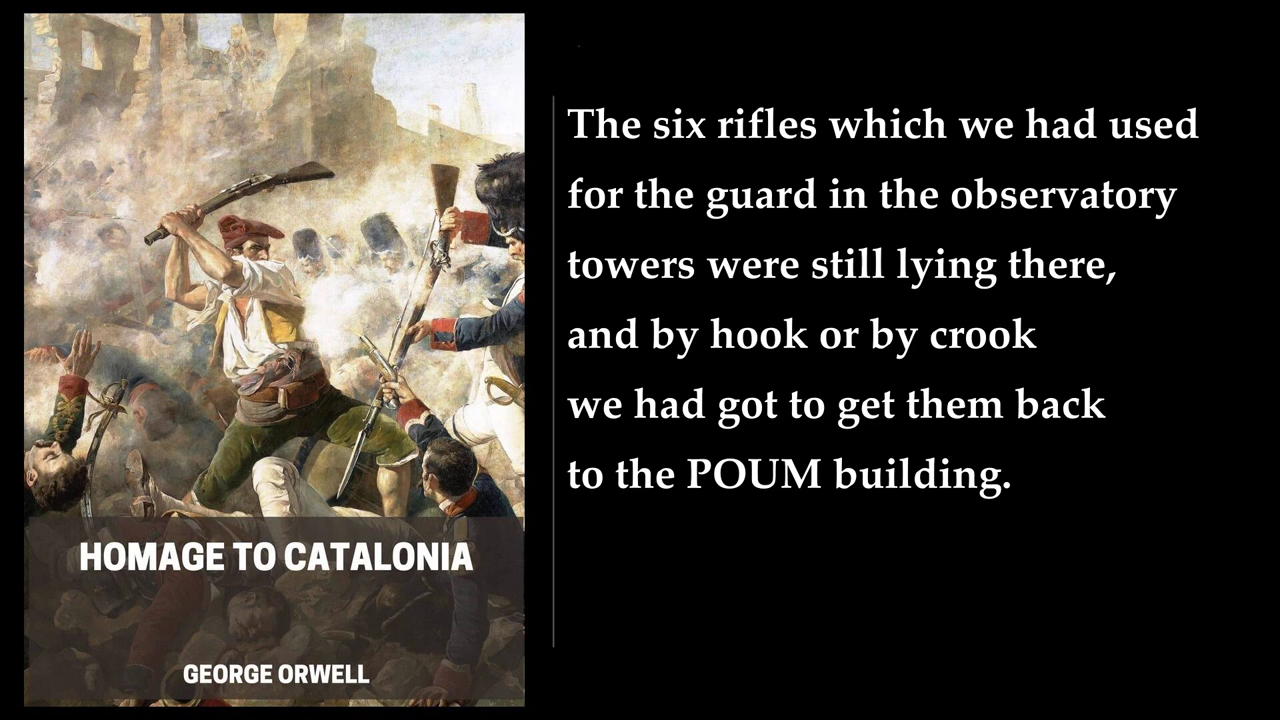 The six rifles which we had used
for the guard in the observatory
towers were still lying there,
and by hook or by crook
we had got to get them back
to the POUM building.
HOMAGE TO CATALONIA
GEORGE ORWELL